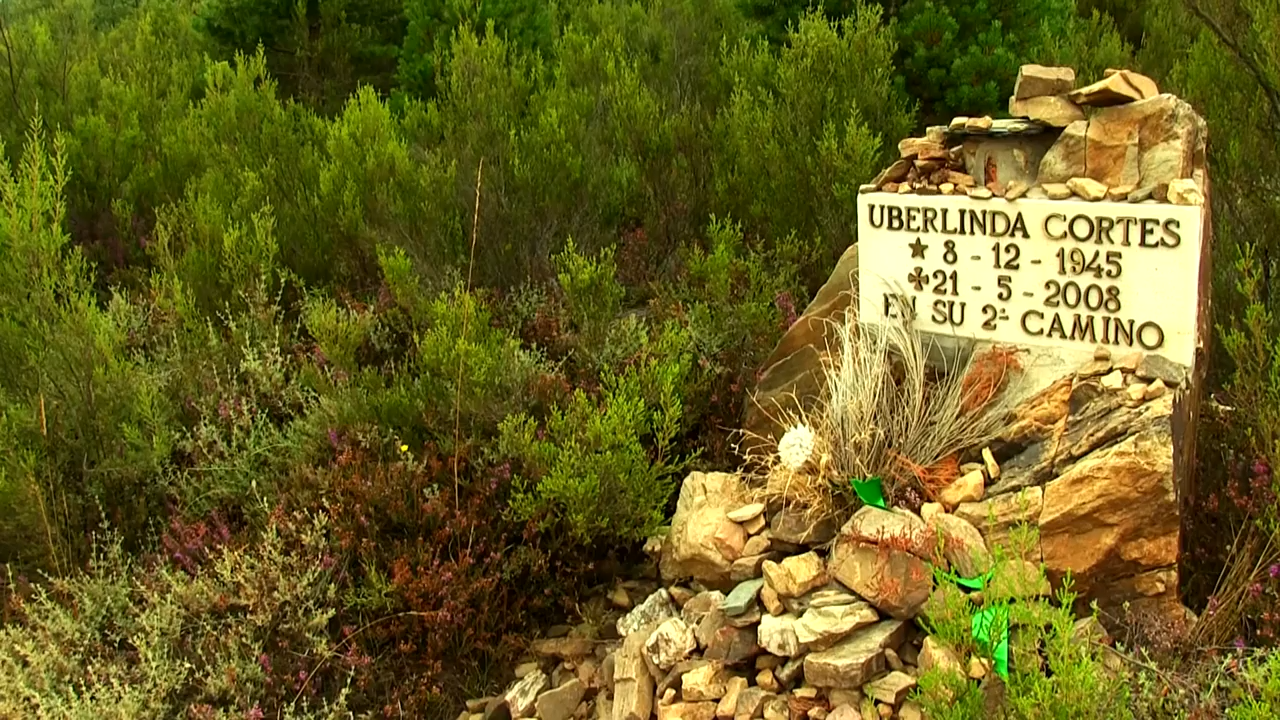 UBERLINDA CORTES
★ 8 - 12 - 1945
✠ 21 - 5 - 2008
EN SU 2º CAMINO